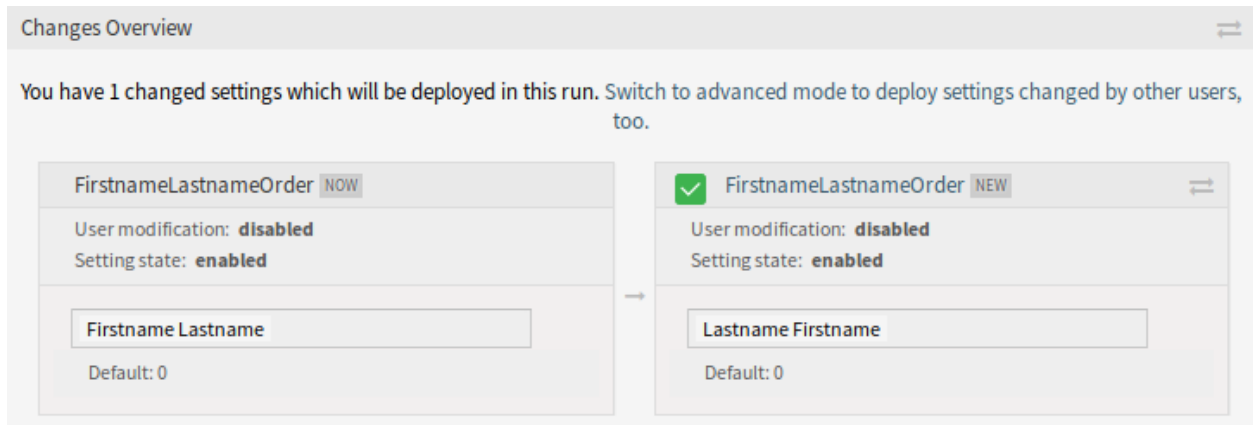 Changes Overview
You have 1 changed settings which will be deployed in this run. Switch to advanced mode to deploy settings changed by other users,
too.
FirstnameLastnameOrder NOW
User modification: disabled
Setting state: enabled
Firstname Lastname
Default: 0
FirstnameLastnameOrder NEW
User modification: disabled
Setting state: enabled
Lastname Firstname
Default: 0